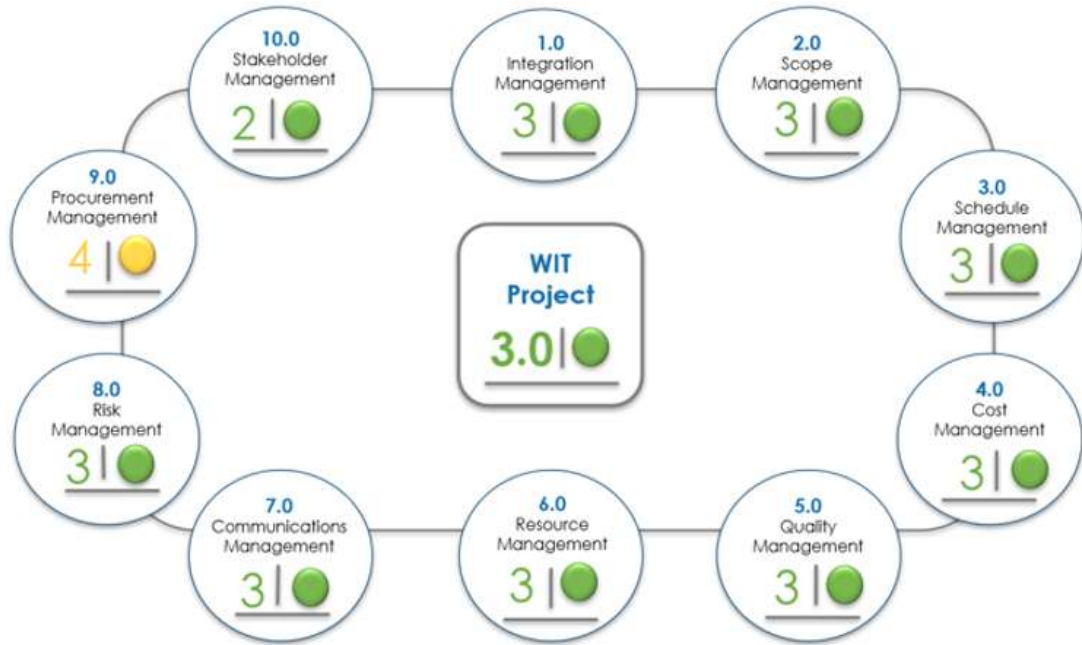 10.0
Stakeholder
Management
2
1.0
Integration
Management
3
2.0
Scope
Management
3
9.0
Procurement
Management
4
3.0
Schedule
Management
3
WIT
Project
3.0
8.0
Risk
Management
3
4.0
Cost
Management
3
7.0
Communications
Management
3
6.0
Resource
Management
3
5.0
Quality
Management
3